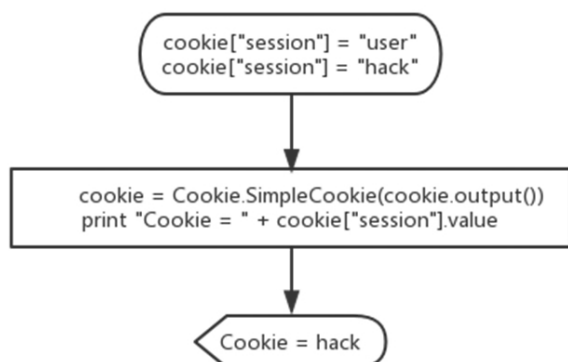 cookie["session"] = "user"
cookie["session"] = "hack"
cookie = Cookie.SimpleCookie(cookie.output())
print "Cookie = " + cookie["session"].value
Cookie = hack